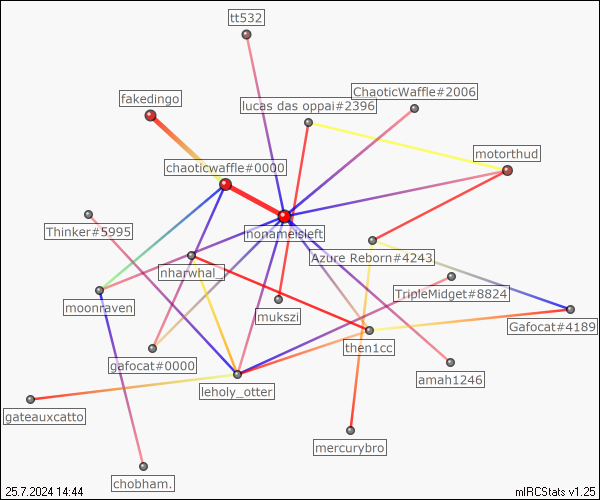 tt532
ChaoticWaffle#2006
fakedingo
lucas das oppai#2396
motorthud
chaoticwaffle#0000
Thinker#5995
nonameisleft
Azure Reborn#4243
nharwhal_
TripleMidget#8824
moonraven
mukszi
Gafocat#4189
then1cc
gafocat#0000
amah1246
leholy_otter
gateauxcatto
mercurybro
chobham.
25.7.2024 14:44
mIRCStats v1.25